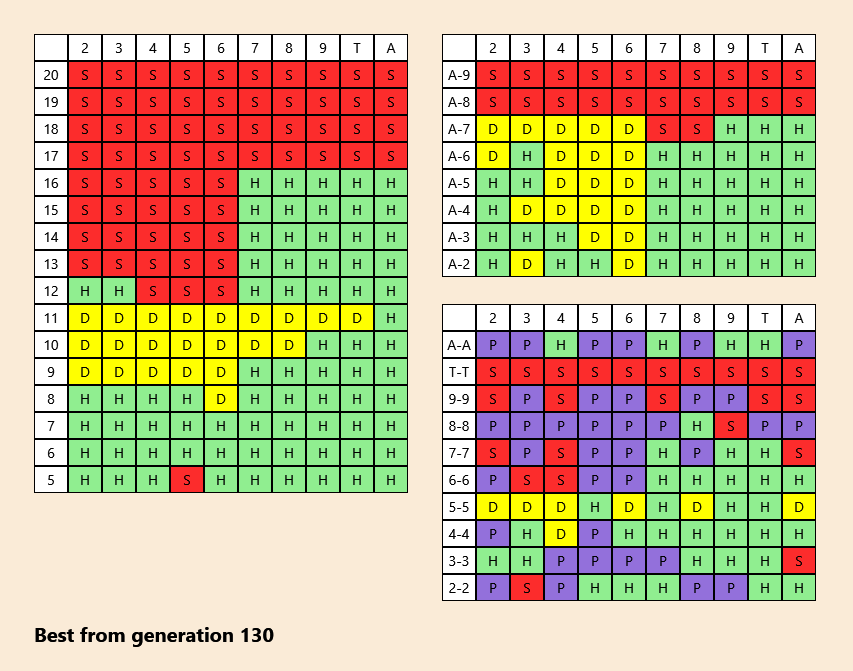 2 3 4 5 6 7 8 9 T A
20 S S S S S S S S S S
19 S S S S S S S S S S
18 S S S S S S S S S S
17 S S S S S S S S S S
16 S S S S S H H H H H
15 S S S S S H H H H H
14 S S S S S H H H H H
13 S S S S S H H H H H
12 H H S S S H H H H H
11 D D D D D D D D D H
10 D D D D D D D H H H
9 D D D D D H H H H H
8 H H H H D H H H H H
7 H H H H H H H H H H
6 H H H H H H H H H H
5 H H H S H H H H H H
2 3 4 5 6 7 8 9 T A
A-9 S S S S S S S S S S
A-8 S S S S S S S S S S
A-7 D D D D D S S H H H
A-6 D H D D D H H H H H
A-5 H H D D D H H H H H
A-4 H D D D D H H H H H
A-3 H H H D D H H H H H
A-2 H D H H D H H H H H
2 3 4 5 6 7 8 9 T A
A-A P P H P P H P H H P
T-T S S S S S S S S S S
9-9 S P S P P S P P S S
8-8 P P P P P P H S P P
7-7 S P S P P H P H H S
6-6 P S S P P H H H H H
5-5 D D D H D H D H H D
4-4 P H D P H H H H H H
3-3 H H P P P P H H H S
2-2 P S P H H H P P H H
Best from generation 130